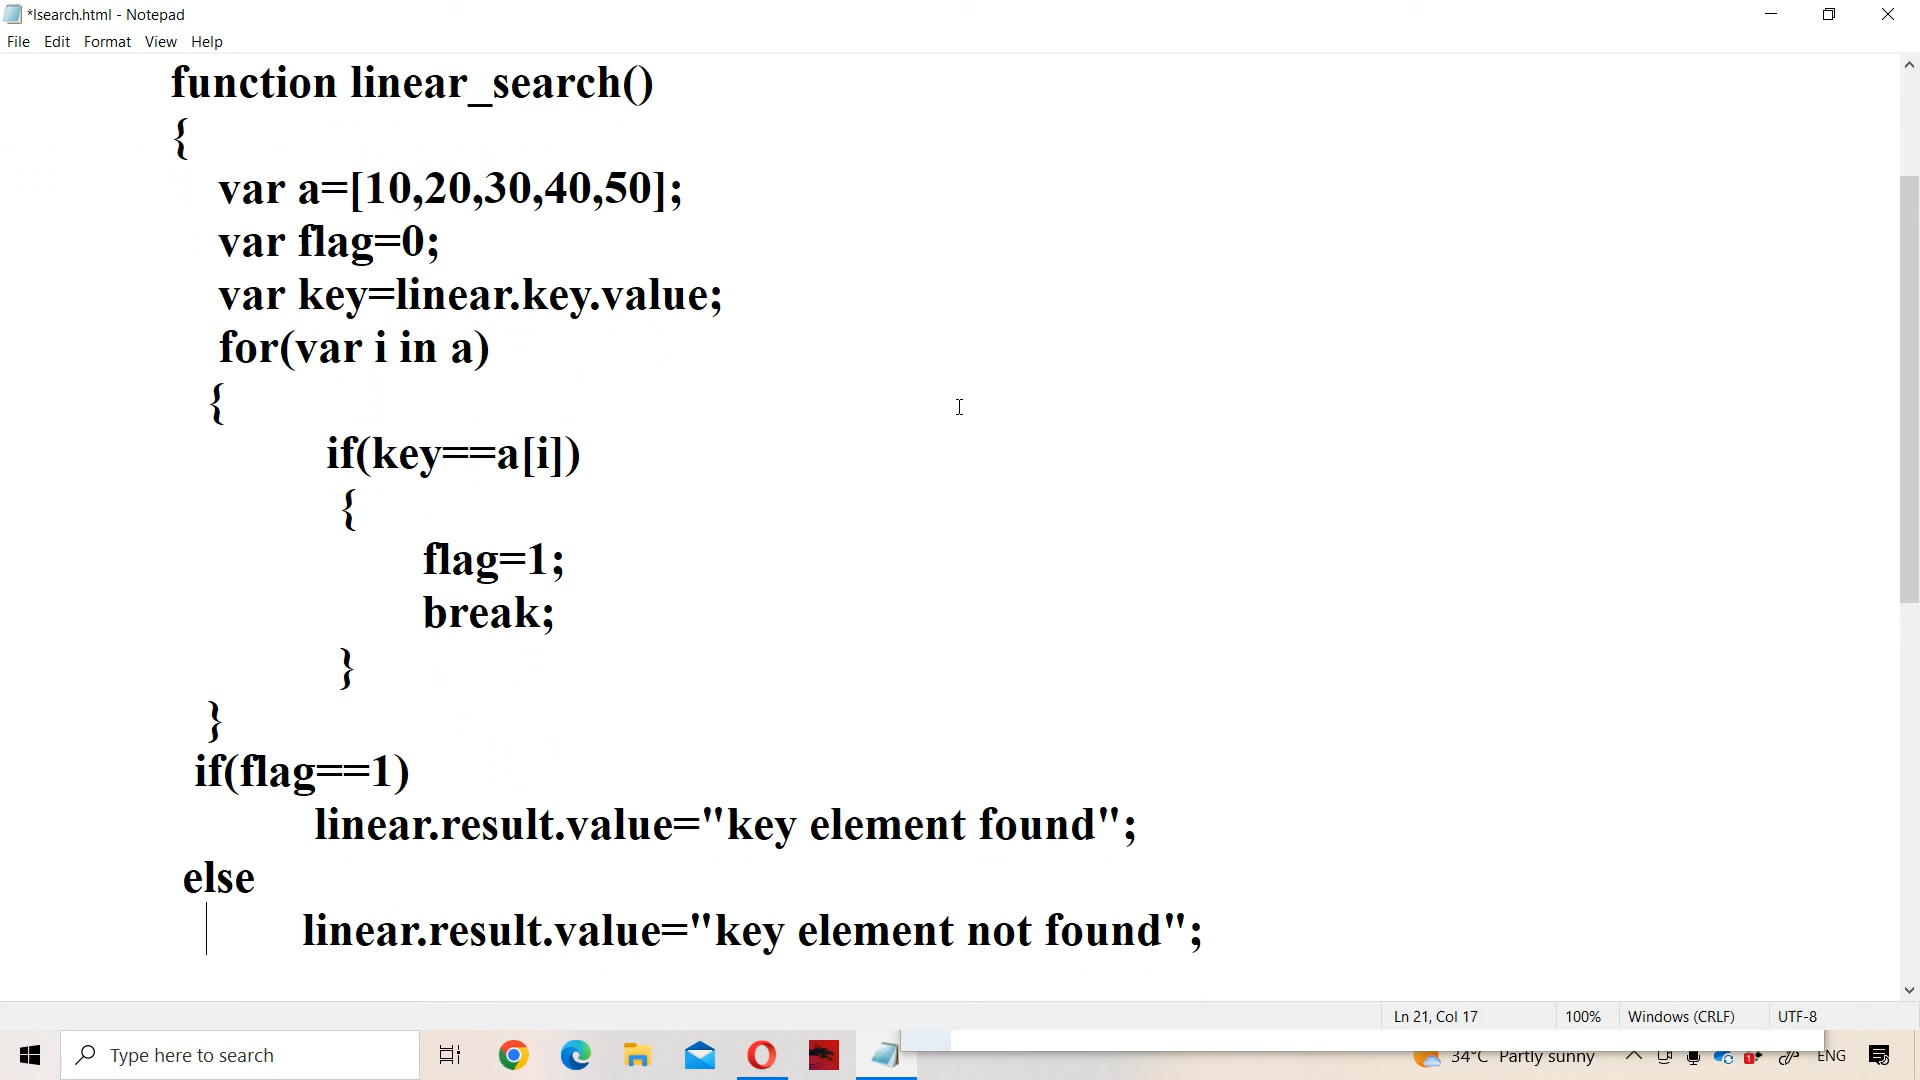 *lsearch.html - Notepad
File Edit Format View Help
function linear_search()
{
var a=[10,20,30,40,50];
var flag=0;
var key=linear.key.value;
for(var i in a)
{
if(key==a[i])
{
flag=1;
break;
}
}
if(flag==1)
linear.result.value="key element found";
else
linear.result.value="key element not found";
Ln 21, Col 17 100% Windows (CRLF) UTF-8
Type here to search 34°C Partly sunny ENG